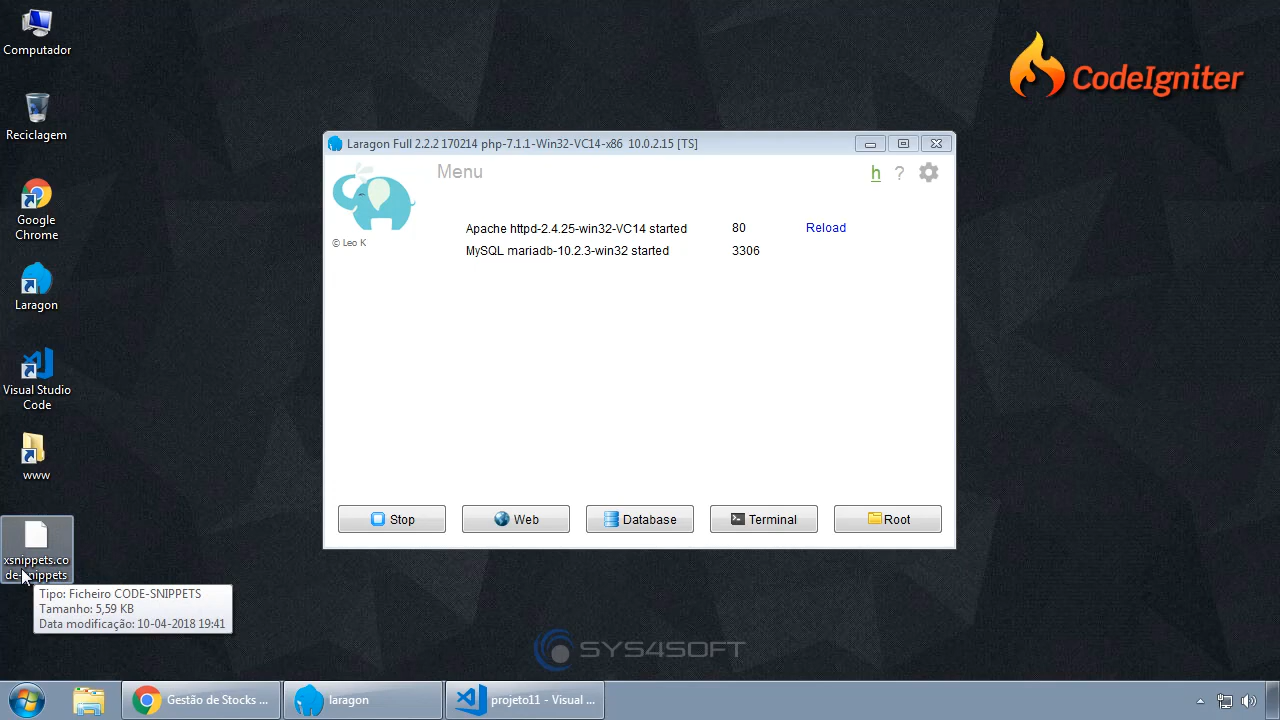 Computador
Reciclagem
Google
Chrome
Laragon
Visual Studio
Code
www
xsnippets.co
de-snippets
Tipo: Ficheiro CODE-SNIPPETS
Tamanho: 5,59 KB
Data modificação: 10-04-2018 19:41
CodeIgniter
Laragon Full 2.2.2 170214 php-7.1.1-Win32-VC14-x86 10.0.2.15 [TS]
Menu
h ?
© Leo K
Apache httpd-2.4.25-win32-VC14 started 80 Reload
MySQL mariadb-10.2.3-win32 started 3306
Stop Web Database Terminal Root
SYS4SOFT
Gestão de Stocks ... laragon projeto11 - Visual ...